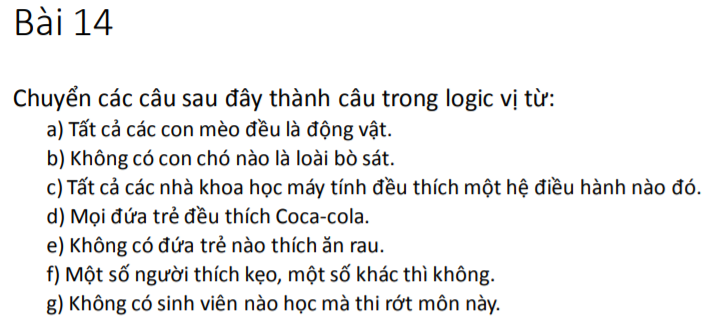 Bài 14
Chuyển các câu sau đây thành câu trong logic vị từ:
a) Tất cả các con mèo đều là động vật.
b) Không có con chó nào là loài bò sát.
c) Tất cả các nhà khoa học máy tính đều thích một hệ điều hành nào đó.
d) Mọi đứa trẻ đều thích Coca-cola.
e) Không có đứa trẻ nào thích ăn rau.
f) Một số người thích kẹo, một số khác thì không.
g) Không có sinh viên nào học mà thi rớt môn này.